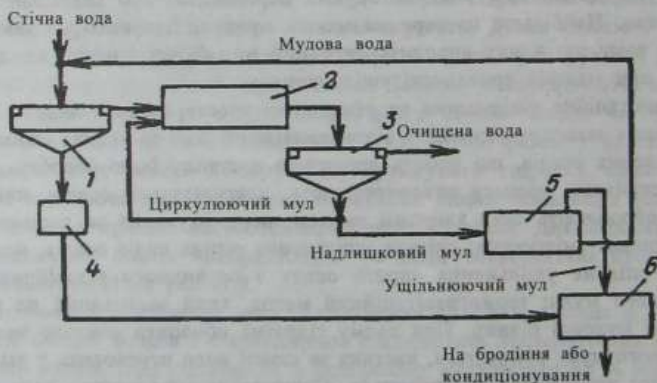 Стічна вода
Мулова вода
2
3
Очищена вода
1
Циркулюючий мул
5
4
Надлишковий мул
Ущільнюючий мул
6
На бродіння або
кондиціонування